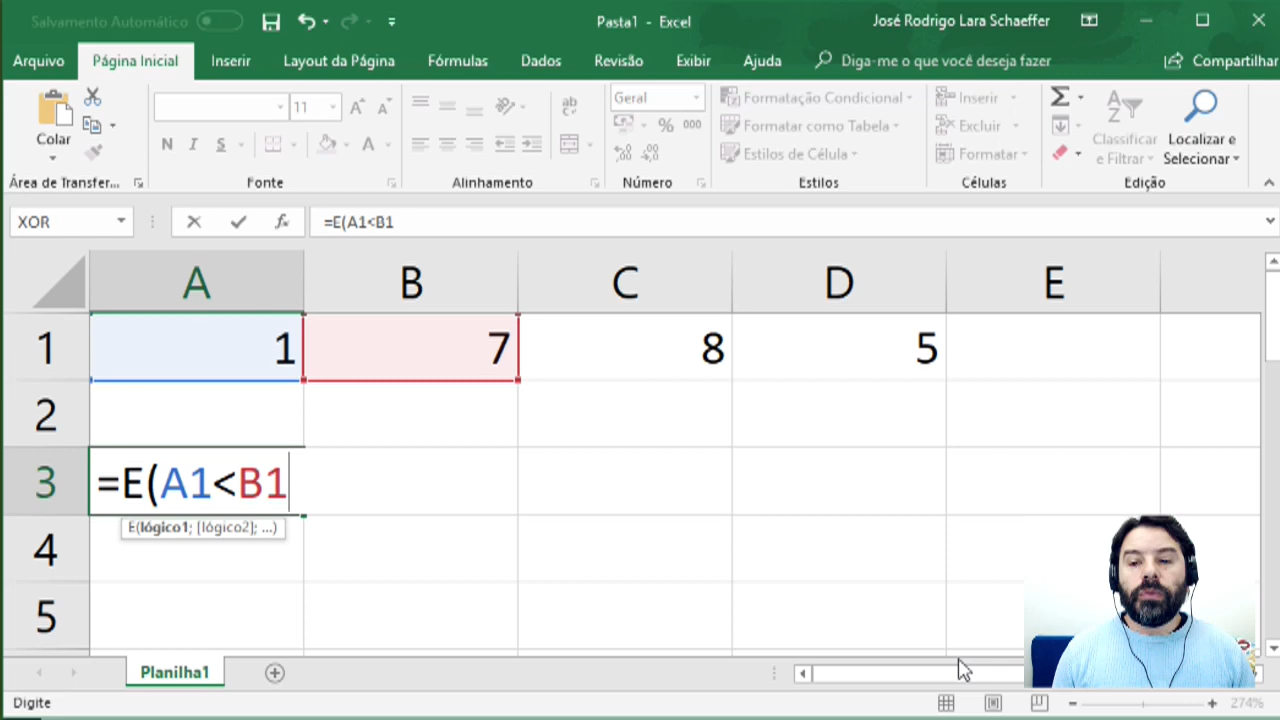 Salvamento Automático
Pasta1 - Excel
José Rodrigo Lara Schaeffer
Arquivo
Página Inicial
Inserir
Layout da Página
Fórmulas
Dados
Revisão
Exibir
Ajuda
Diga-me o que você deseja fazer
Compartilhar
Colar
Área de Transfer...
11
N I S
A
Fonte
ab
Alinhamento
Geral
% 000
Número
Formatação Condicional
Formatar como Tabela
Estilos de Célula
Estilos
Inserir
Excluir
Formatar
Células
Classificar
e Filtrar
Localizar e
Selecionar
Edição
XOR
fx
=E(A1<B1
A B C D E
1 1 7 8 5
2
3 =E(A1<B1
E(lógico1; [lógico2]; ...)
4
5
Planilha1
Digite
274%